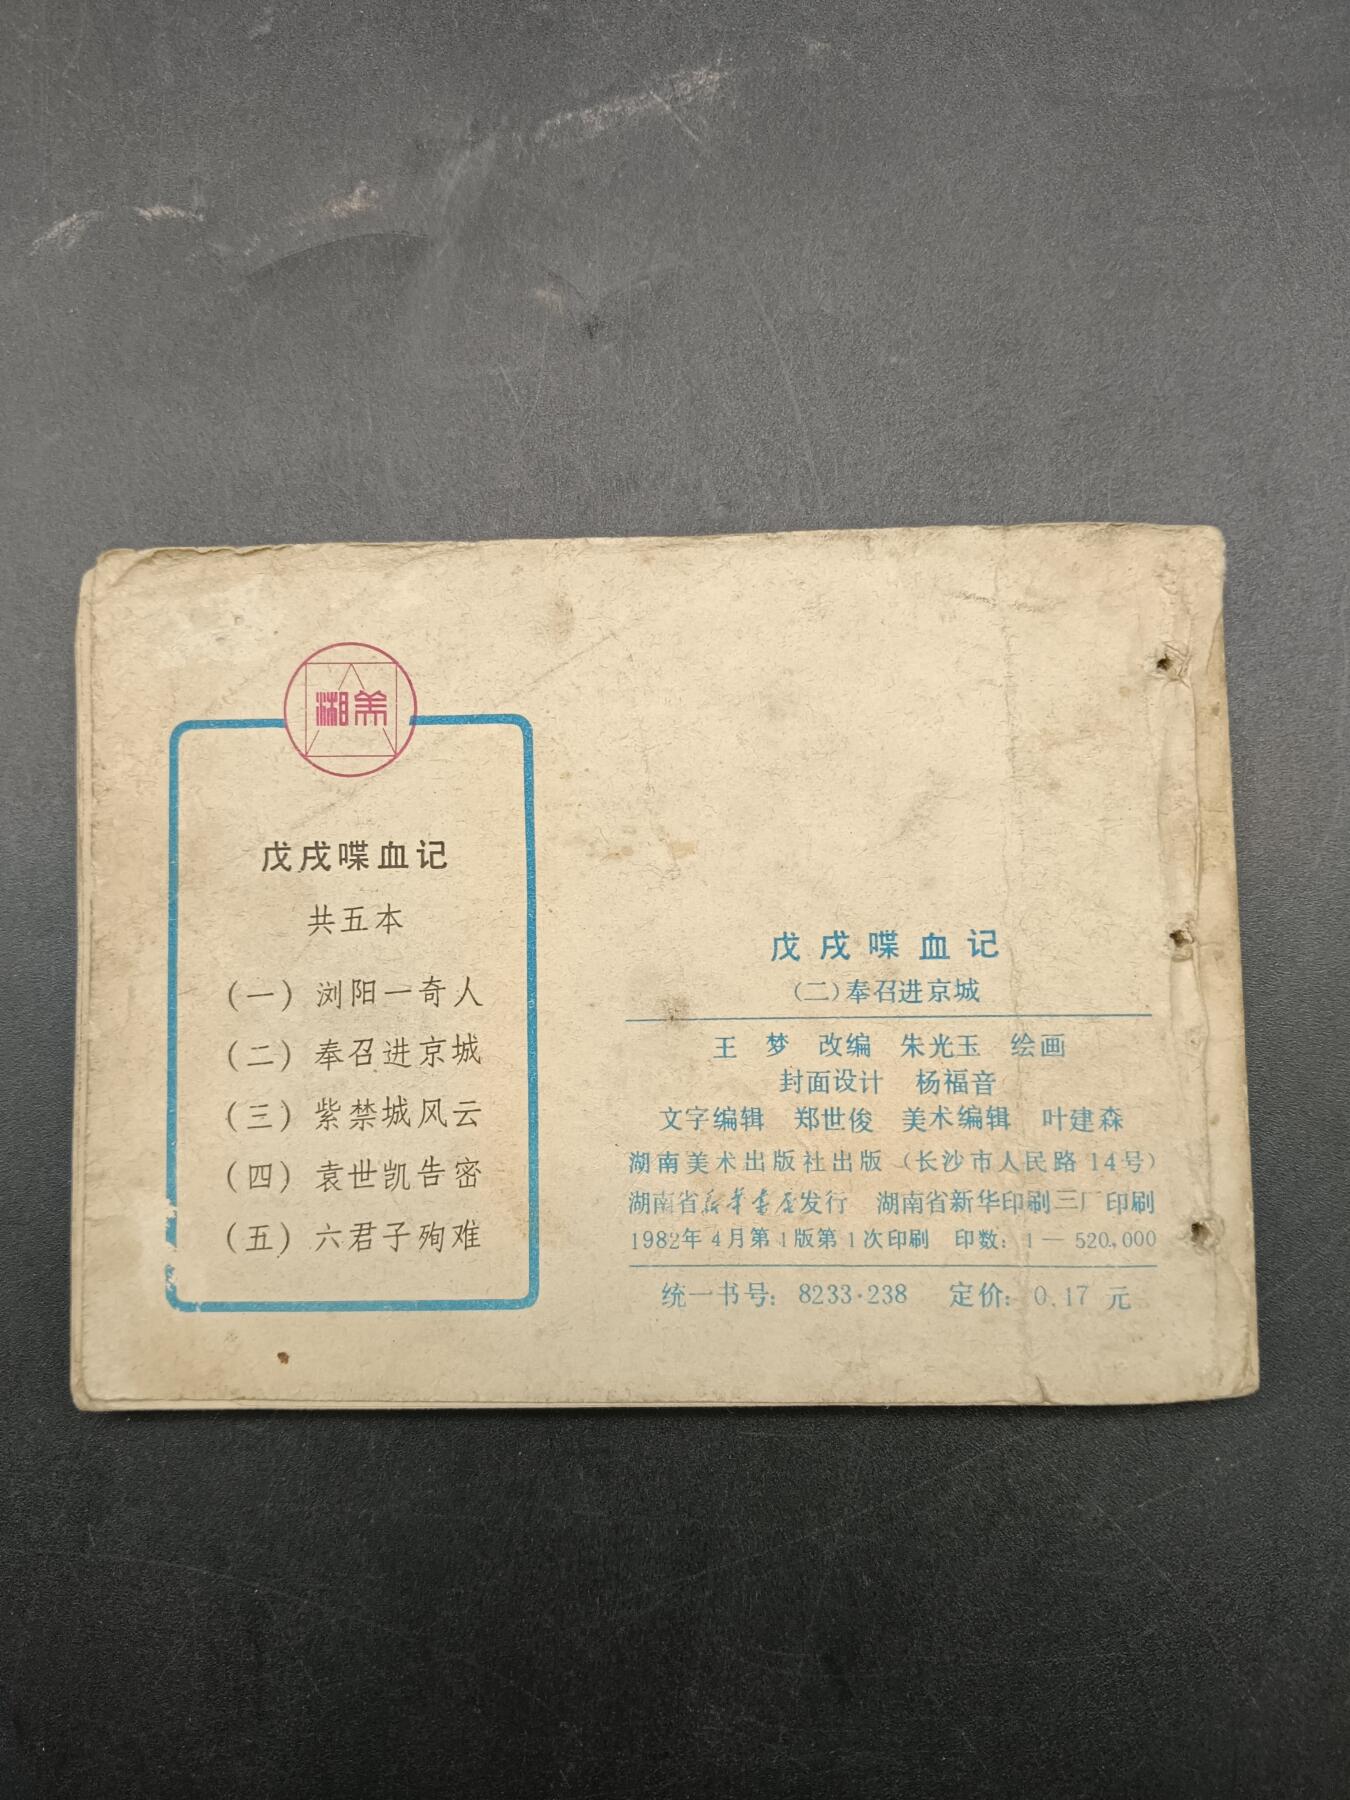 湘美
戊戌喋血记
共五本
(一) 浏阳一奇人
(二) 奉召进京城
(三) 紫禁城风云
(四) 袁世凯告密
(五) 六君子殉难
戊戌喋血记
(二)奉召进京城
王 梦 改编 朱光玉 绘画
封面设计 杨福音
文字编辑 郑世俊 美术编辑 叶建森
湖南美术出版社出版 (长沙市人民路14号)
湖南省新华书店发行 湖南省新华印刷三厂印刷
1982年4月第1版第1次印刷 印数: 1—520,000
统一书号: 8233·238 定价: 0.17 元